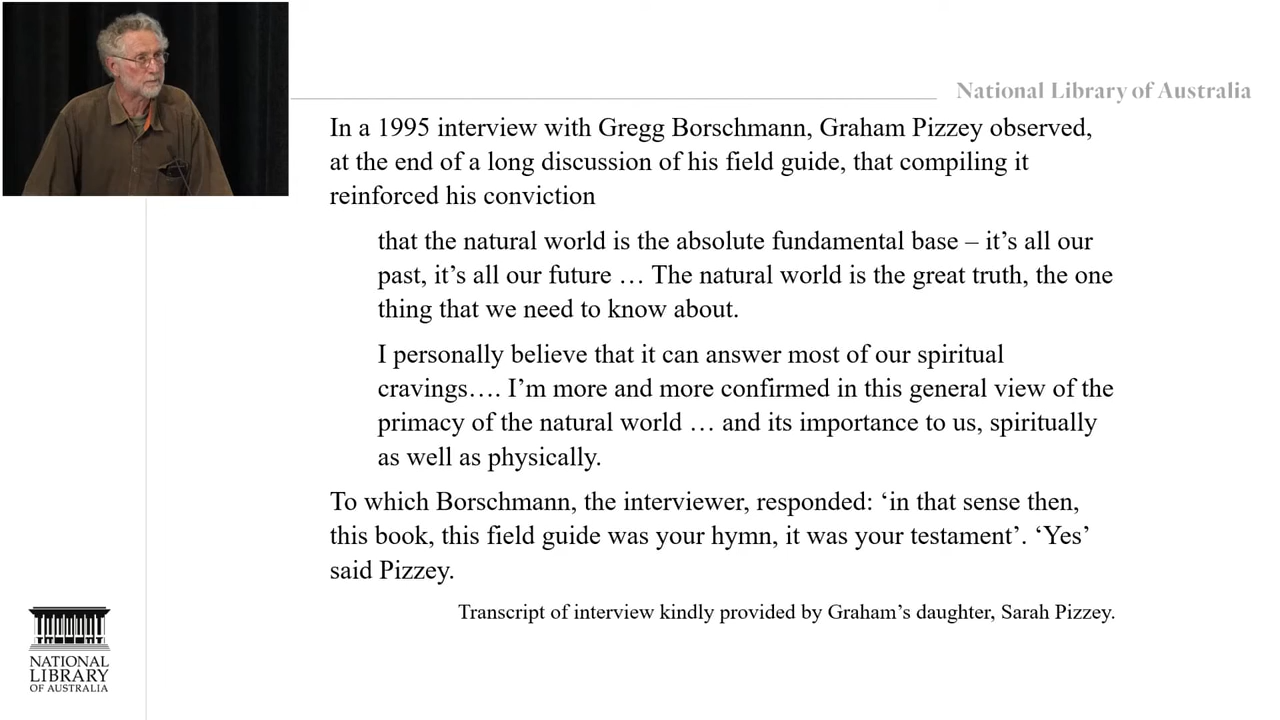 National Library of Australia
In a 1995 interview with Gregg Borschmann, Graham Pizzey observed,
at the end of a long discussion of his field guide, that compiling it
reinforced his conviction
that the natural world is the absolute fundamental base – it’s all our
past, it’s all our future … The natural world is the great truth, the one
thing that we need to know about.
I personally believe that it can answer most of our spiritual
cravings…. I’m more and more confirmed in this general view of the
primacy of the natural world … and its importance to us, spiritually
as well as physically.
To which Borschmann, the interviewer, responded: ‘in that sense then,
this book, this field guide was your hymn, it was your testament’. ‘Yes’
said Pizzey.
Transcript of interview kindly provided by Graham’s daughter, Sarah Pizzey.
NATIONAL
LIBRARY
OF AUSTRALIA